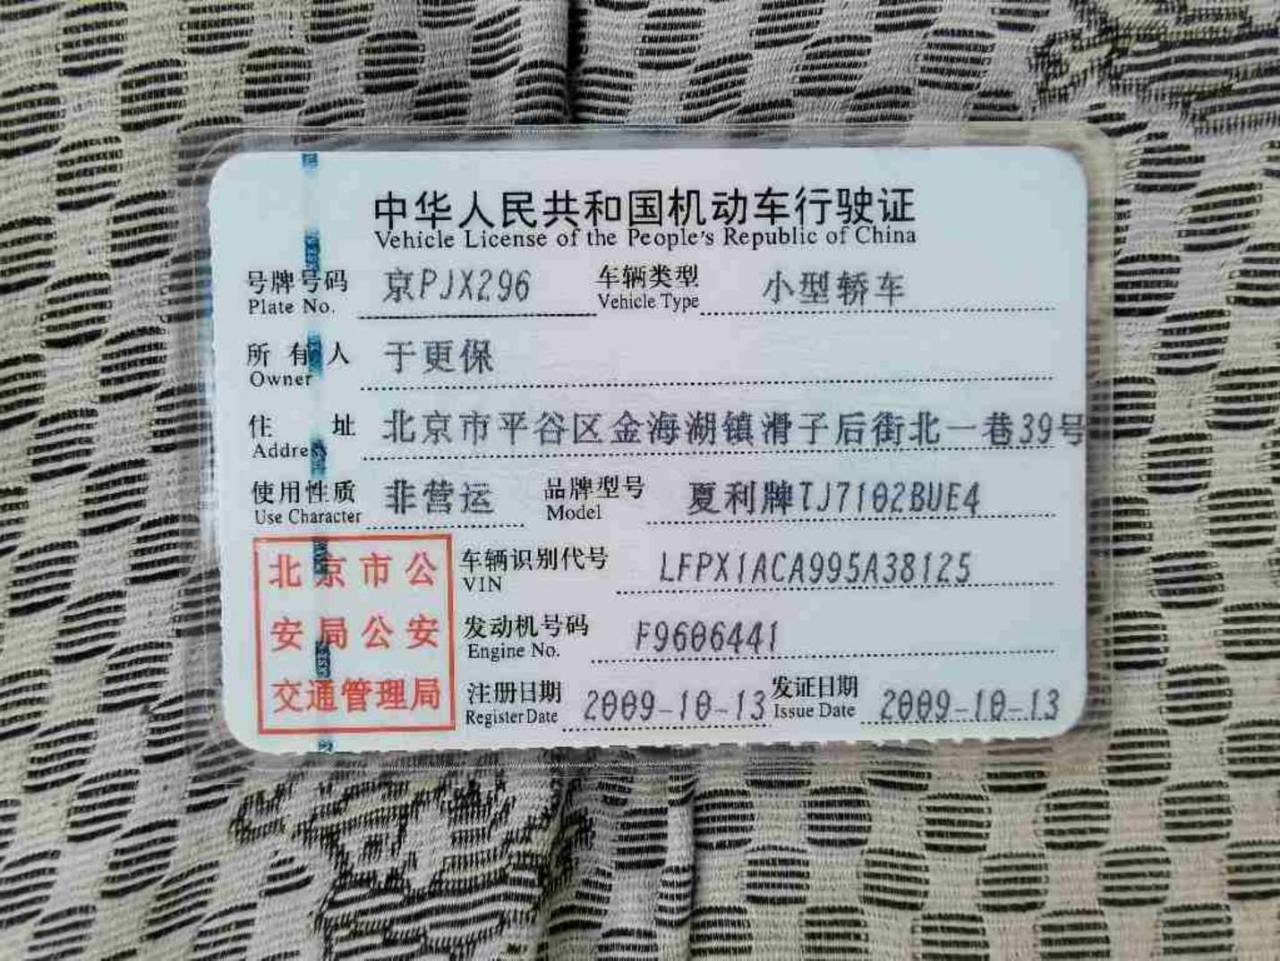 中华人民共和国机动车行驶证
Vehicle License of the People's Republic of China
号牌号码 京PJX296 车辆类型 小型轿车
Plate No. Vehicle Type
所有人 于更保
Owner
住址 北京市平谷区金海湖镇滑子后街北一巷39号
Address
使用性质 非营运 品牌型号 夏利牌TJ7102BUE4
Use Character Model
北京市公 车辆识别代号 LFPX1ACA995A38125
VIN
安局公安 发动机号码 F9606441
Engine No.
交通管理局 注册日期 2009-10-13 发证日期 2009-10-13
Register Date Issue Date